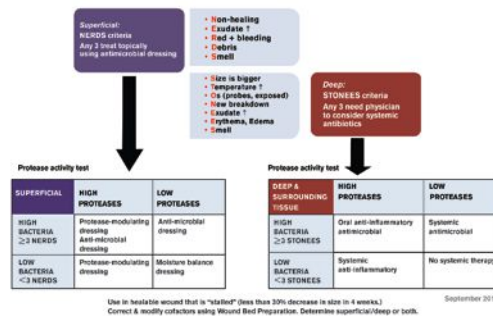 Superficial:
NERDS criteria
Any 3 treat topically
using antimicrobial dressing
Non-healing
Exudate ↑
Red + bleeding
Debris
Smell
Size is bigger
Temperature ↑
Os (probes, exposed)
New breakdown
Exudate ↑
Erythema, Edema
Smell
Deep:
STONEES criteria
Any 3 need physician
to consider systemic
antibiotics
Protease activity test
SUPERFICIAL
HIGH
PROTEASES
LOW
PROTEASES
HIGH
BACTERIA
≥3 NERDS
Protease-modulating
dressing
Anti-microbial
dressing
Anti-microbial
dressing
LOW
BACTERIA
<3 NERDS
Protease-modulating
dressing
Moisture balance
dressing
Protease activity test
DEEP &
SURROUNDING
TISSUE
HIGH
PROTEASES
LOW
PROTEASES
HIGH
BACTERIA
≥3 STONEES
Oral anti-inflammatory
antimicrobial
Systemic
antimicrobial
LOW
BACTERIA
<3 STONEES
Systemic
anti-inflammatory
No systemic therapy
Use in healable wound that is "stalled" (less than 30% decrease in size in 4 weeks.)
Correct & modify cofactors using Wound Bed Preparation. Determine superficial/deep or both.
September